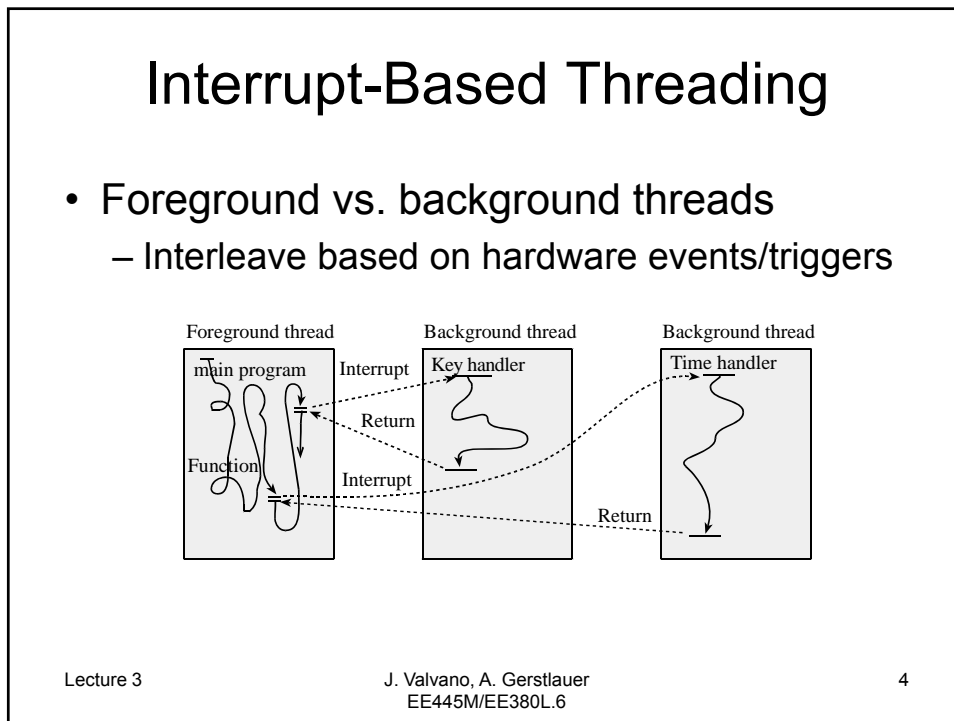 Interrupt-Based Threading
• Foreground vs. background threads
– Interleave based on hardware events/triggers
Foreground thread
Background thread
Background thread
main program
Interrupt
Key handler
Time handler
Return
Function
Interrupt
Return
Lecture 3
J. Valvano, A. Gerstlauer
EE445M/EE380L.6
4